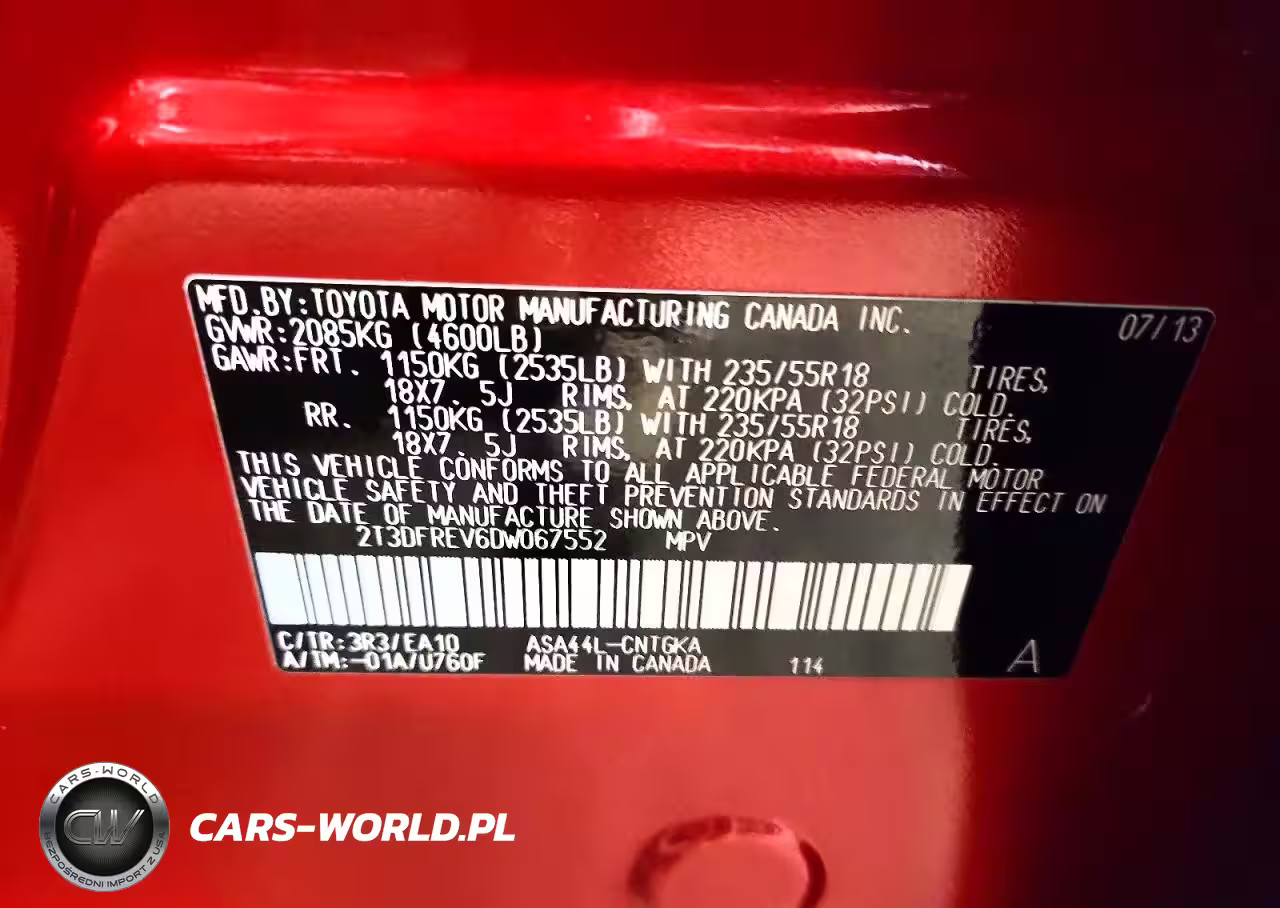 MFD. BY: TOYOTA MOTOR MANUFACTURING CANADA INC. 07/13
GVWR: 2085KG (4600LB)
GAWR: FRT. 1150KG (2535LB) WITH 235/55R18 TIRES,
18X7. 5J RIMS, AT 220KPA (32PSI) COLD.
RR. 1150KG (2535LB) WITH 235/55R18 TIRES,
18X7. 5J RIMS, AT 220KPA (32PSI) COLD.
THIS VEHICLE CONFORMS TO ALL APPLICABLE FEDERAL MOTOR
VEHICLE SAFETY AND THEFT PREVENTION STANDARDS IN EFFECT ON
THE DATE OF MANUFACTURE SHOWN ABOVE.
2T3DFREV6DW067552 MPV
C/TR: 3R3/EA10 ASA44L-CNTGKA
A/TM: -01A/U760F MADE IN CANADA 114 A
CARS-WORLD
CW
BEZPOŚREDNI IMPORT Z USA
CARS-WORLD.PL